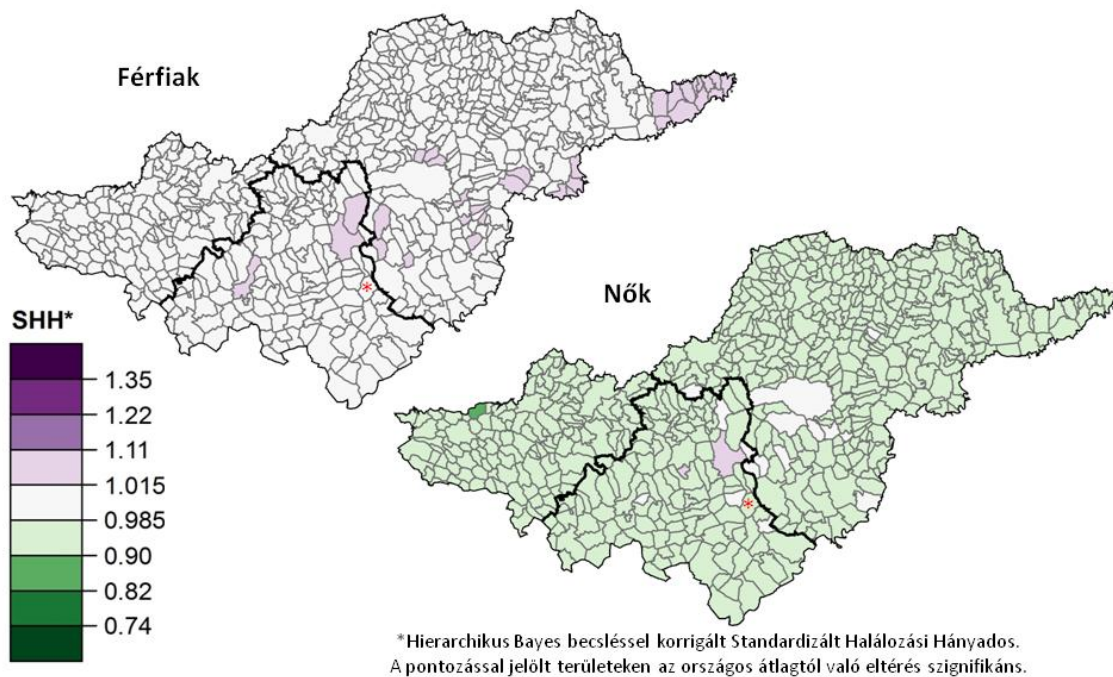 Férfiak
Nők
SHH*
1.35
1.22
1.11
1.015
0.985
0.90
0.82
0.74
*
*
*Hierarchikus Bayes becsléssel korrigált Standardizált Halálozási Hányados.
A pontozással jelölt területeken az országos átlagtól való eltérés szignifikáns.